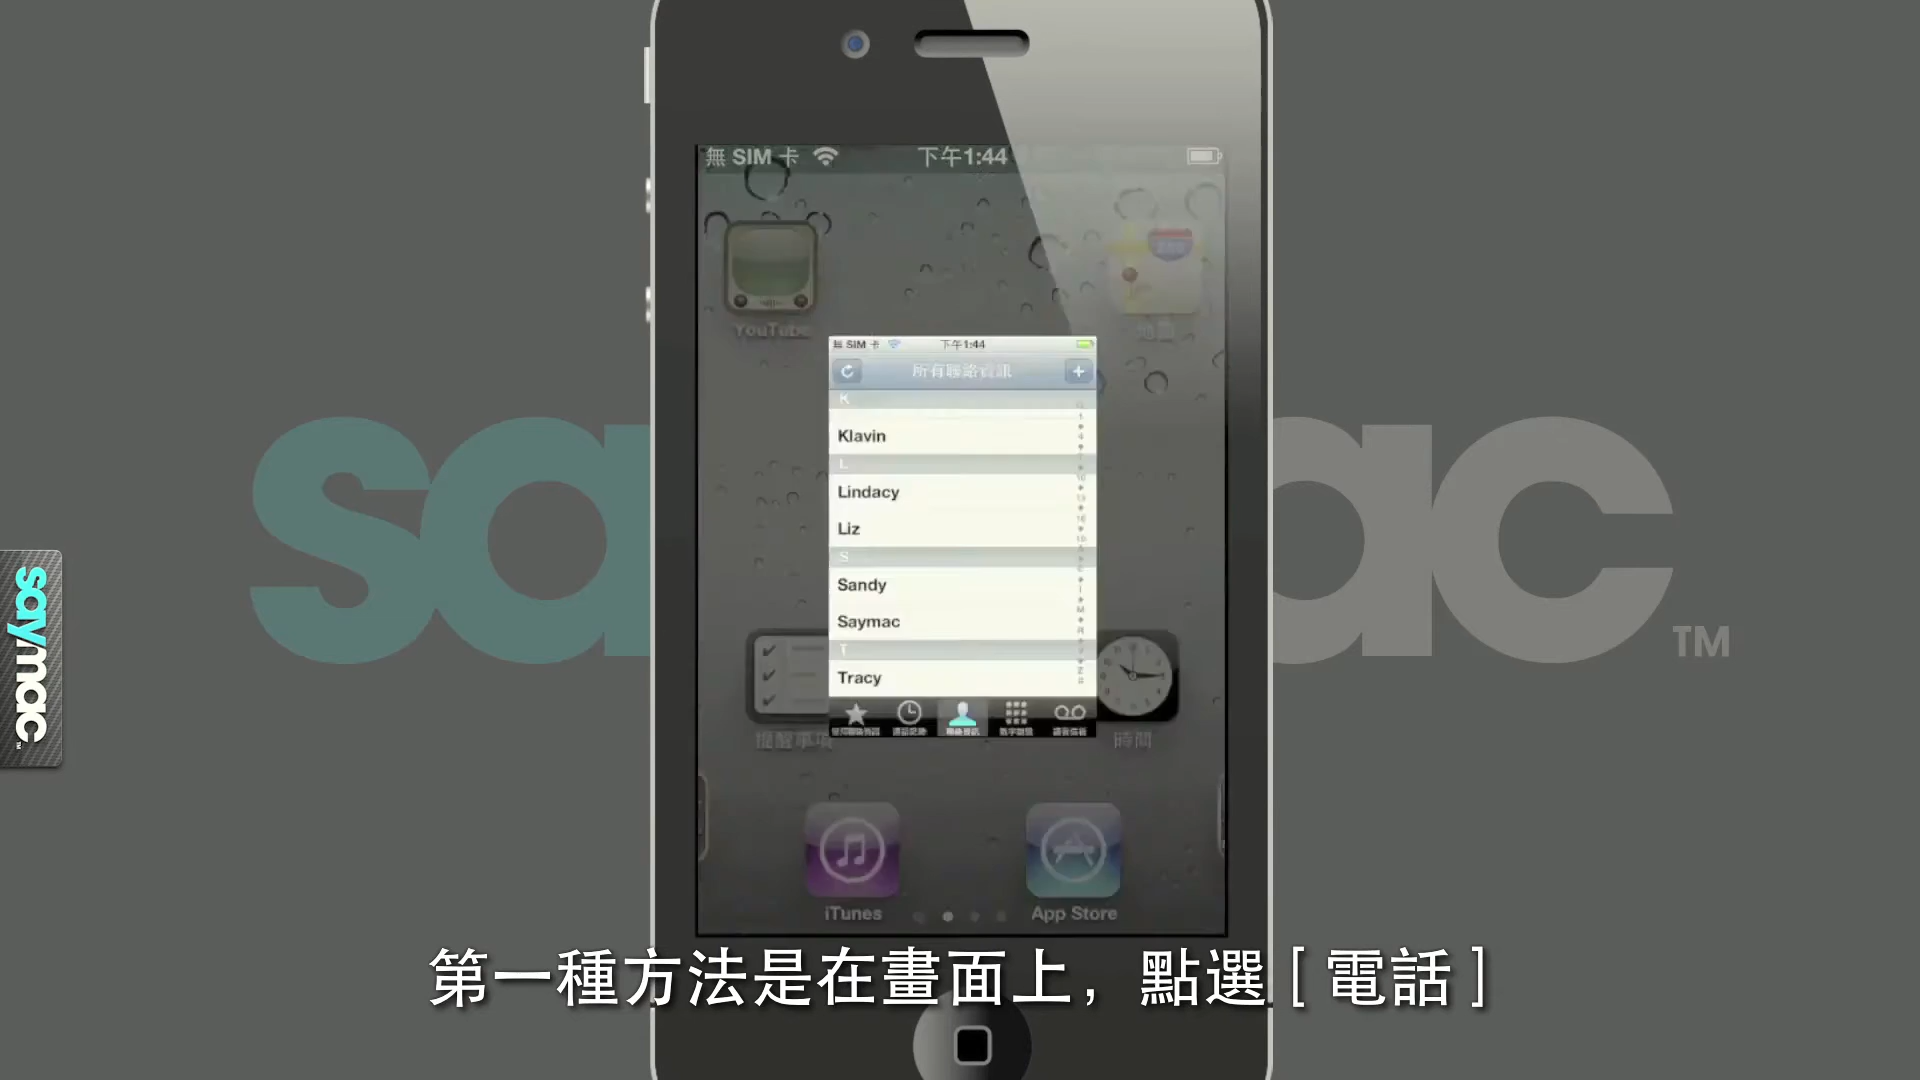 無 SIM 卡
下午1:44
YouTube
地圖
無 SIM 卡
下午1:44
所有聯絡資訊
K
Klavin
L
Lindacy
Liz
S
Sandy
Saymac
T
Tracy
提醒事項
時間
iTunes
App Store
saymac
TM
第一種方法是在畫面上，點選[電話]